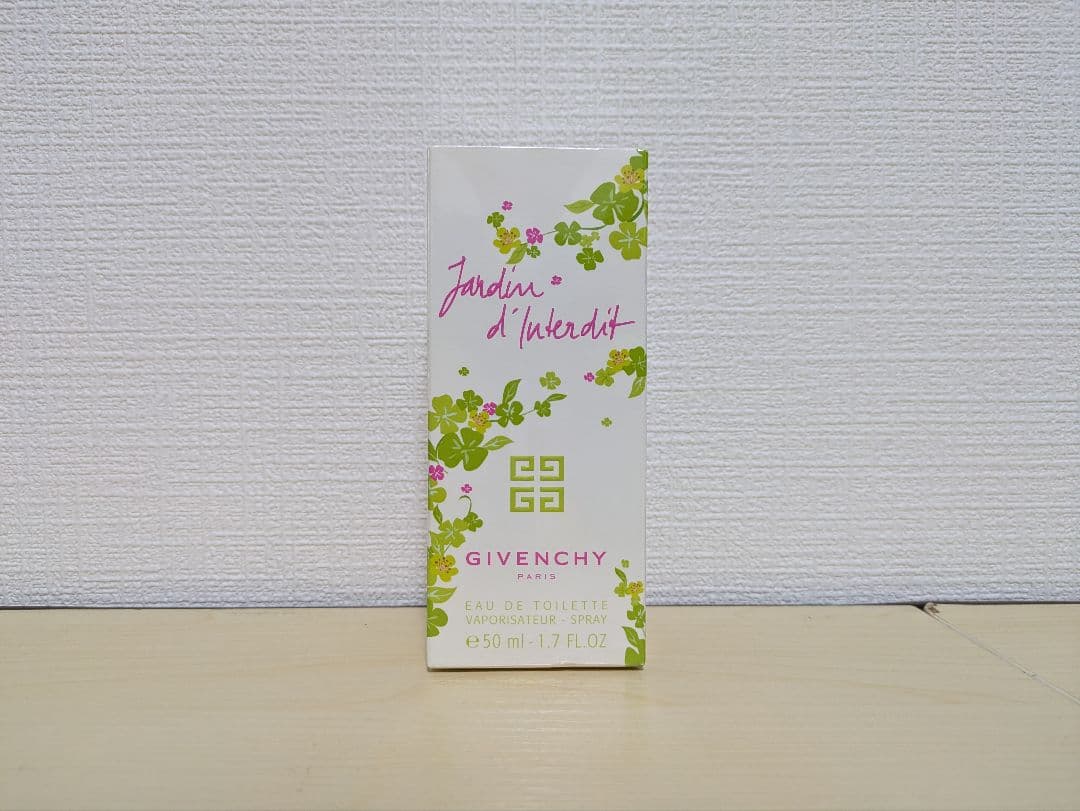 Jardin
d'Interdit
GIVENCHY
PARIS
EAU DE TOILETTE
VAPORISATEUR - SPRAY
℮50 ml - 1.7 FL.OZ